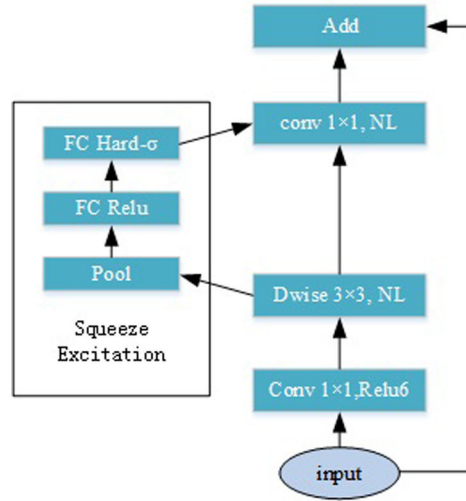 Add
conv 1×1, NL
FC Hard-σ
FC Relu
Pool
Squeeze
Excitation
Dwise 3×3, NL
Conv 1×1,Relu6
input